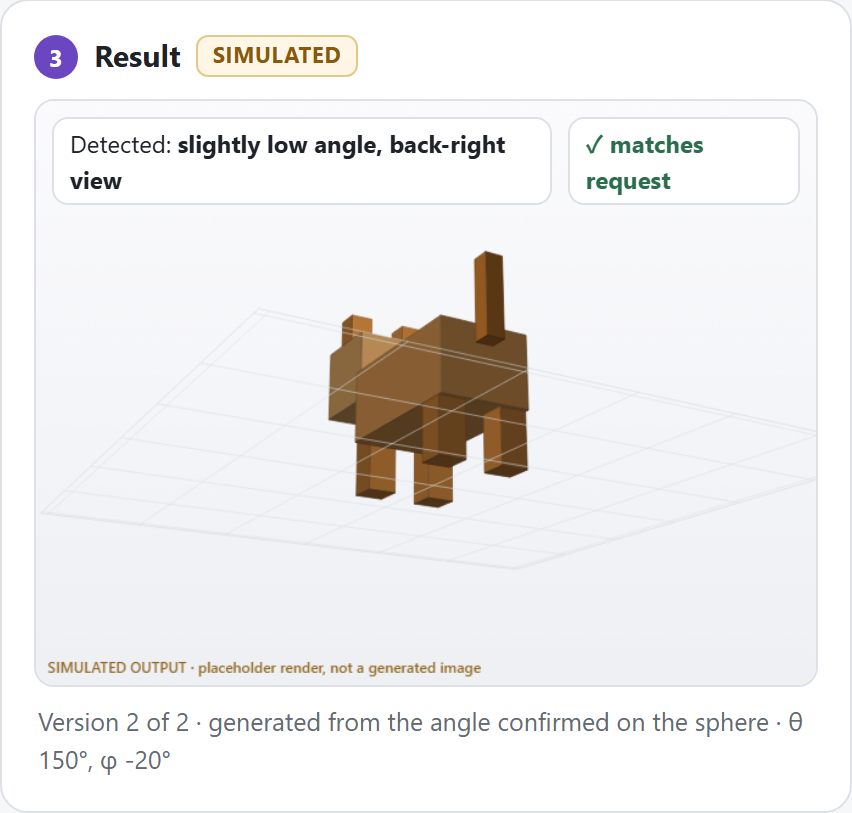 3 Result SIMULATED
Detected: slightly low angle, back-right
view
✓ matches
request
SIMULATED OUTPUT · placeholder render, not a generated image
Version 2 of 2 · generated from the angle confirmed on the sphere · θ
150°, φ -20°